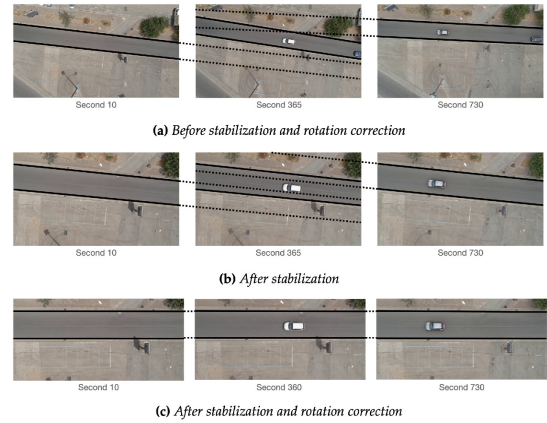 Second 10
Second 365
Second 730
(a) Before stabilization and rotation correction
Second 10
Second 365
Second 730
(b) After stabilization
Second 10
Second 360
Second 730
(c) After stabilization and rotation correction